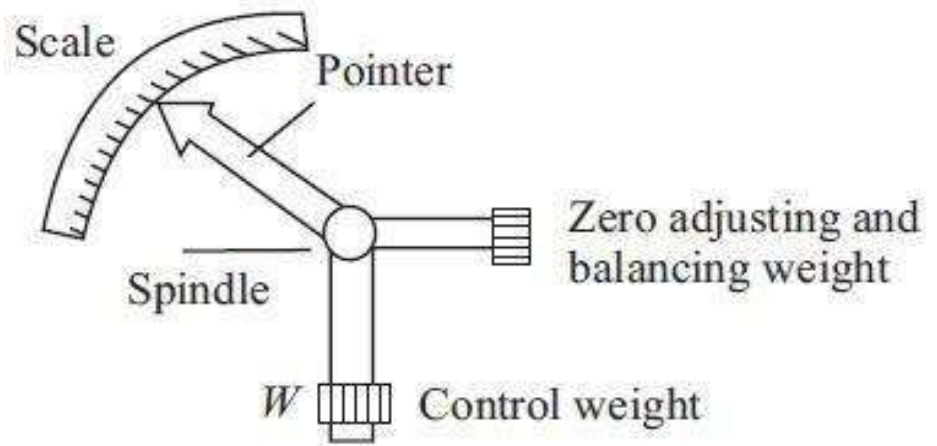 Scale
Pointer
Zero adjusting and
balancing weight
Spindle
W
Control weight